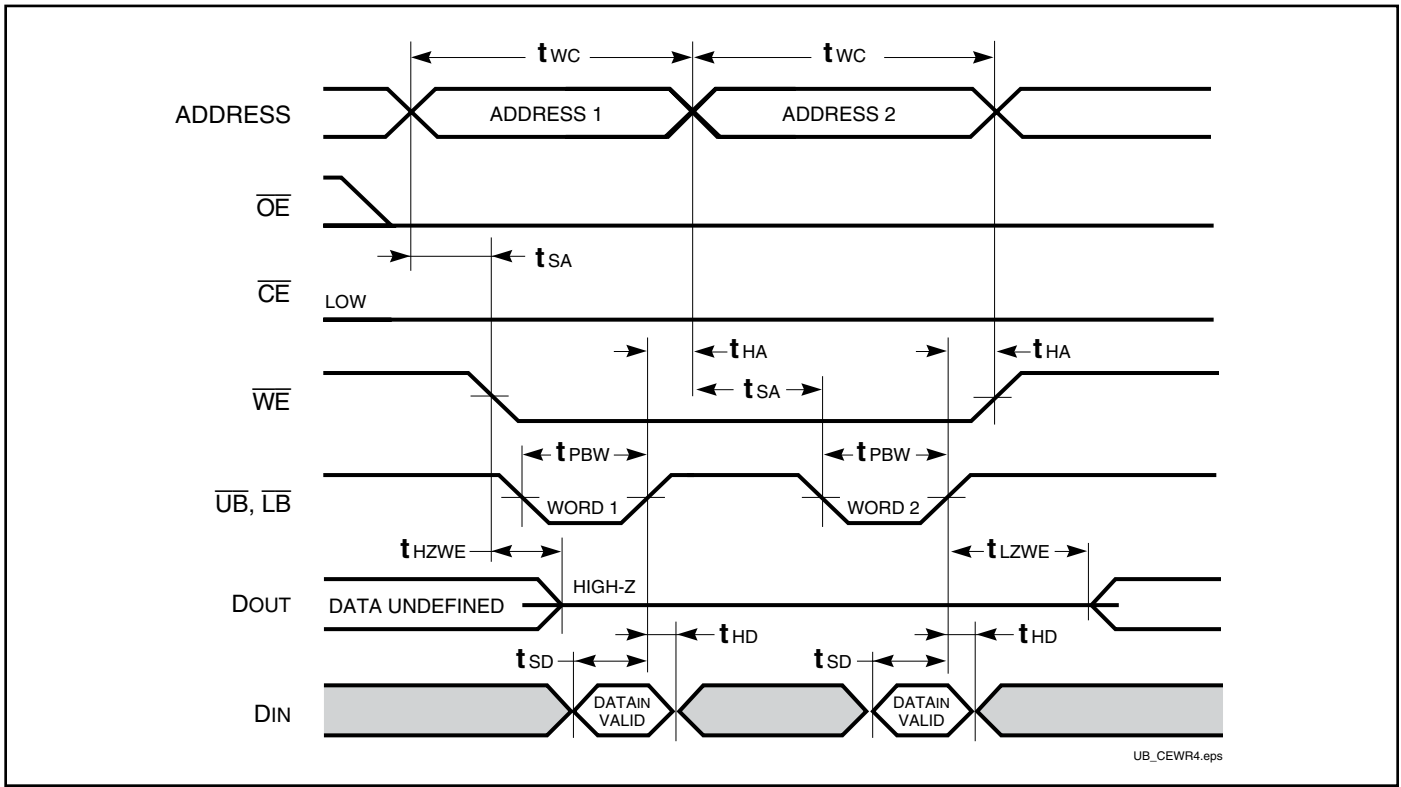 tWC tWC
ADDRESS ADDRESS 1 ADDRESS 2
OE
tSA
CE LOW
tHA tHA
tSA
WE
tPBW tPBW
UB, LB WORD 1 WORD 2
tHZWE tLZWE
HIGH-Z
DOUT DATA UNDEFINED
tHD tHD
tSD tSD
DIN DATAIN VALID DATAIN VALID
UB_CEWR4.eps